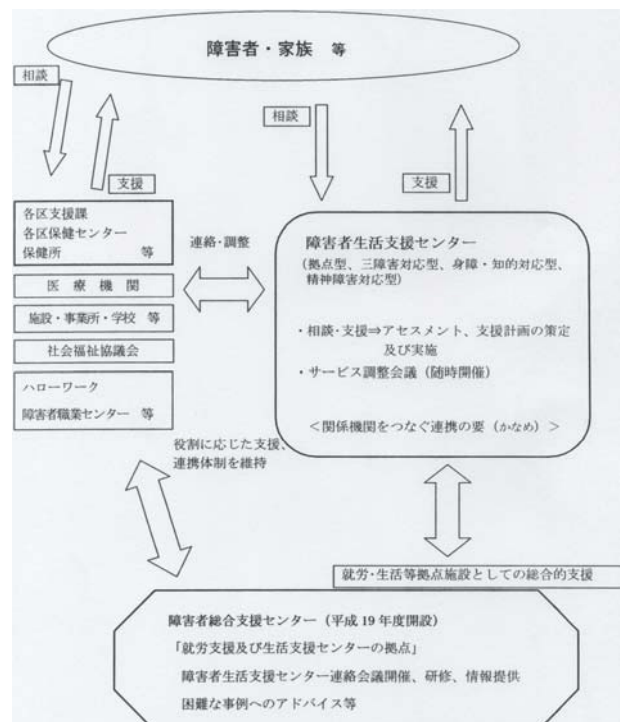 障害者・家族 等
相談
相談
支援
支援
各区支援課
各区保健センター
保健所 等
医 療 機 関
施設・事業所・学校 等
社会福祉協議会
ハローワーク
障害者職業センター 等
連絡・調整
障害者生活支援センター
(拠点型、三障害対応型、身障・知的対応型、
精神障害対応型)
・相談・支援⇒アセスメント、支援計画の策定
及び実施
・サービス調整会議（随時開催）
＜関係機関をつなぐ連携の要（かなめ）＞
役割に応じた支援、
連携体制を維持
就労・生活等拠点施設としての総合的支援
障害者総合支援センター（平成 19 年度開設）
「就労支援及び生活支援センターの拠点」
障害者生活支援センター連絡会議開催、研修、情報提供
困難な事例へのアドバイス等